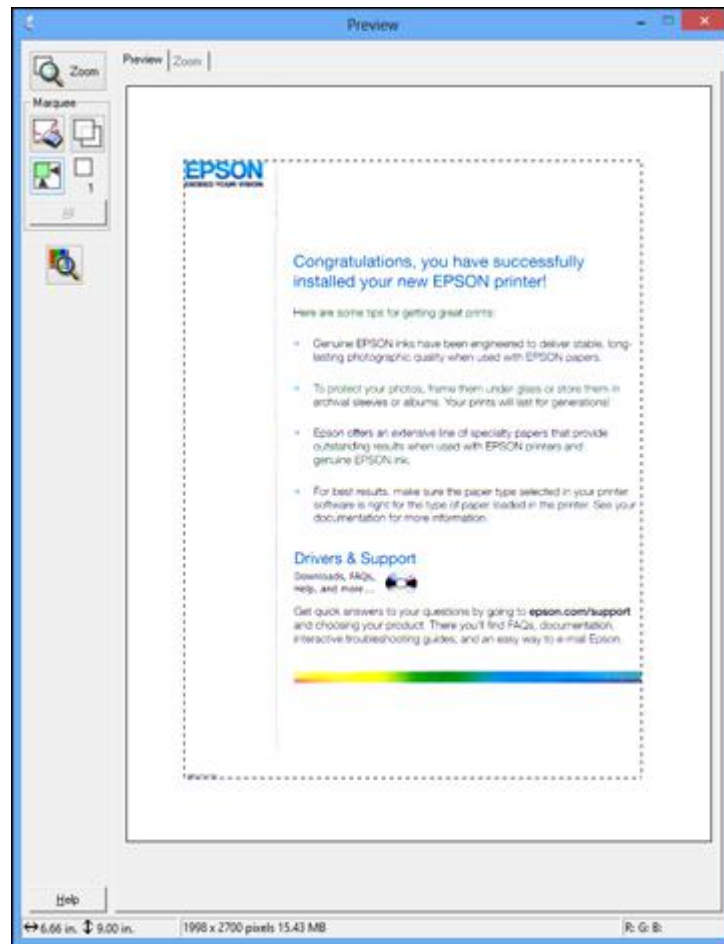 Preview
Zoom
Preview
Zoom
Marquee
1
All
EPSON
EXCEED YOUR VISION
Congratulations, you have successfully
installed your new EPSON printer!
Here are some tips for getting great prints:
• Genuine EPSON inks have been engineered to deliver stable, long-
lasting photographic quality when used with EPSON papers.
• To protect your photos, frame them under glass or store them in
archival sleeves or albums. Your prints will last for generations!
• Epson offers an extensive line of specialty papers that provide
outstanding results when used with EPSON printers and
genuine EPSON ink.
• For best results, make sure the paper type selected in your printer
software is right for the type of paper loaded in the printer. See your
documentation for more information.
Drivers & Support
Downloads, FAQs,
Help, and more ...
Get quick answers to your questions by going to epson.com/support
and choosing your product. There you'll find FAQs, documentation,
interactive troubleshooting guides, and an easy way to e-mail Epson.
Help
6.66 in. 9.00 in.
1998 x 2700 pixels 15.43 MB
R: G: B: